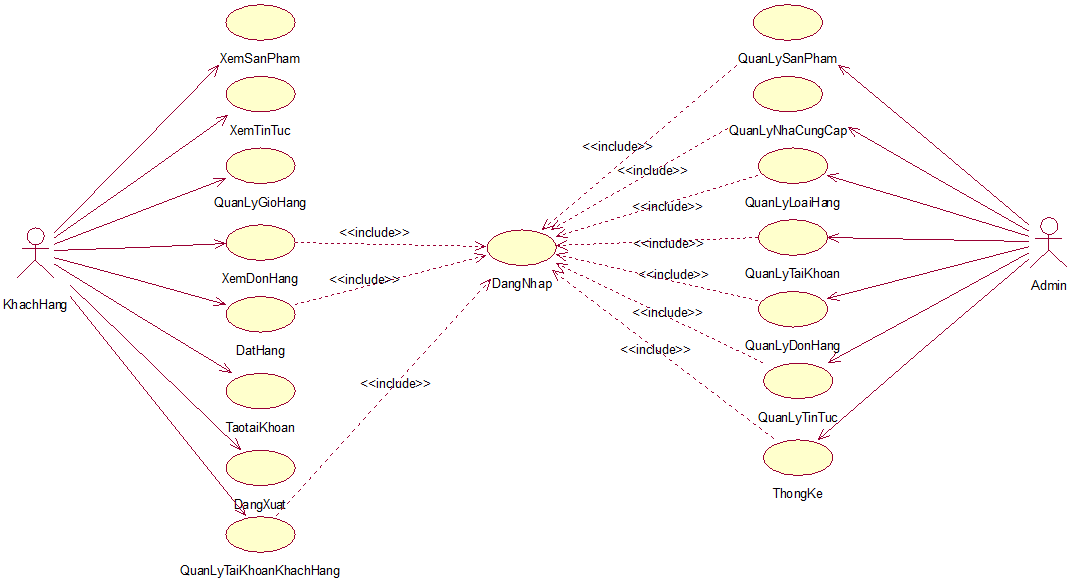 XemSanPham
XemTinTuc
QuanLyGioHang
XemDonHang
DatHang
TaotaiKhoan
DangXuat
QuanLyTaiKhoanKhachHang
KhachHang
<<include>>
<<include>>
<<include>>
DangNhap
<<include>>
<<include>>
<<include>>
<<include>>
<<include>>
<<include>>
<<include>>
QuanLySanPham
QuanLyNhaCungCap
QuanLyLoaiHang
QuanLyTaiKhoan
QuanLyDonHang
QuanLyTinTuc
ThongKe
Admin